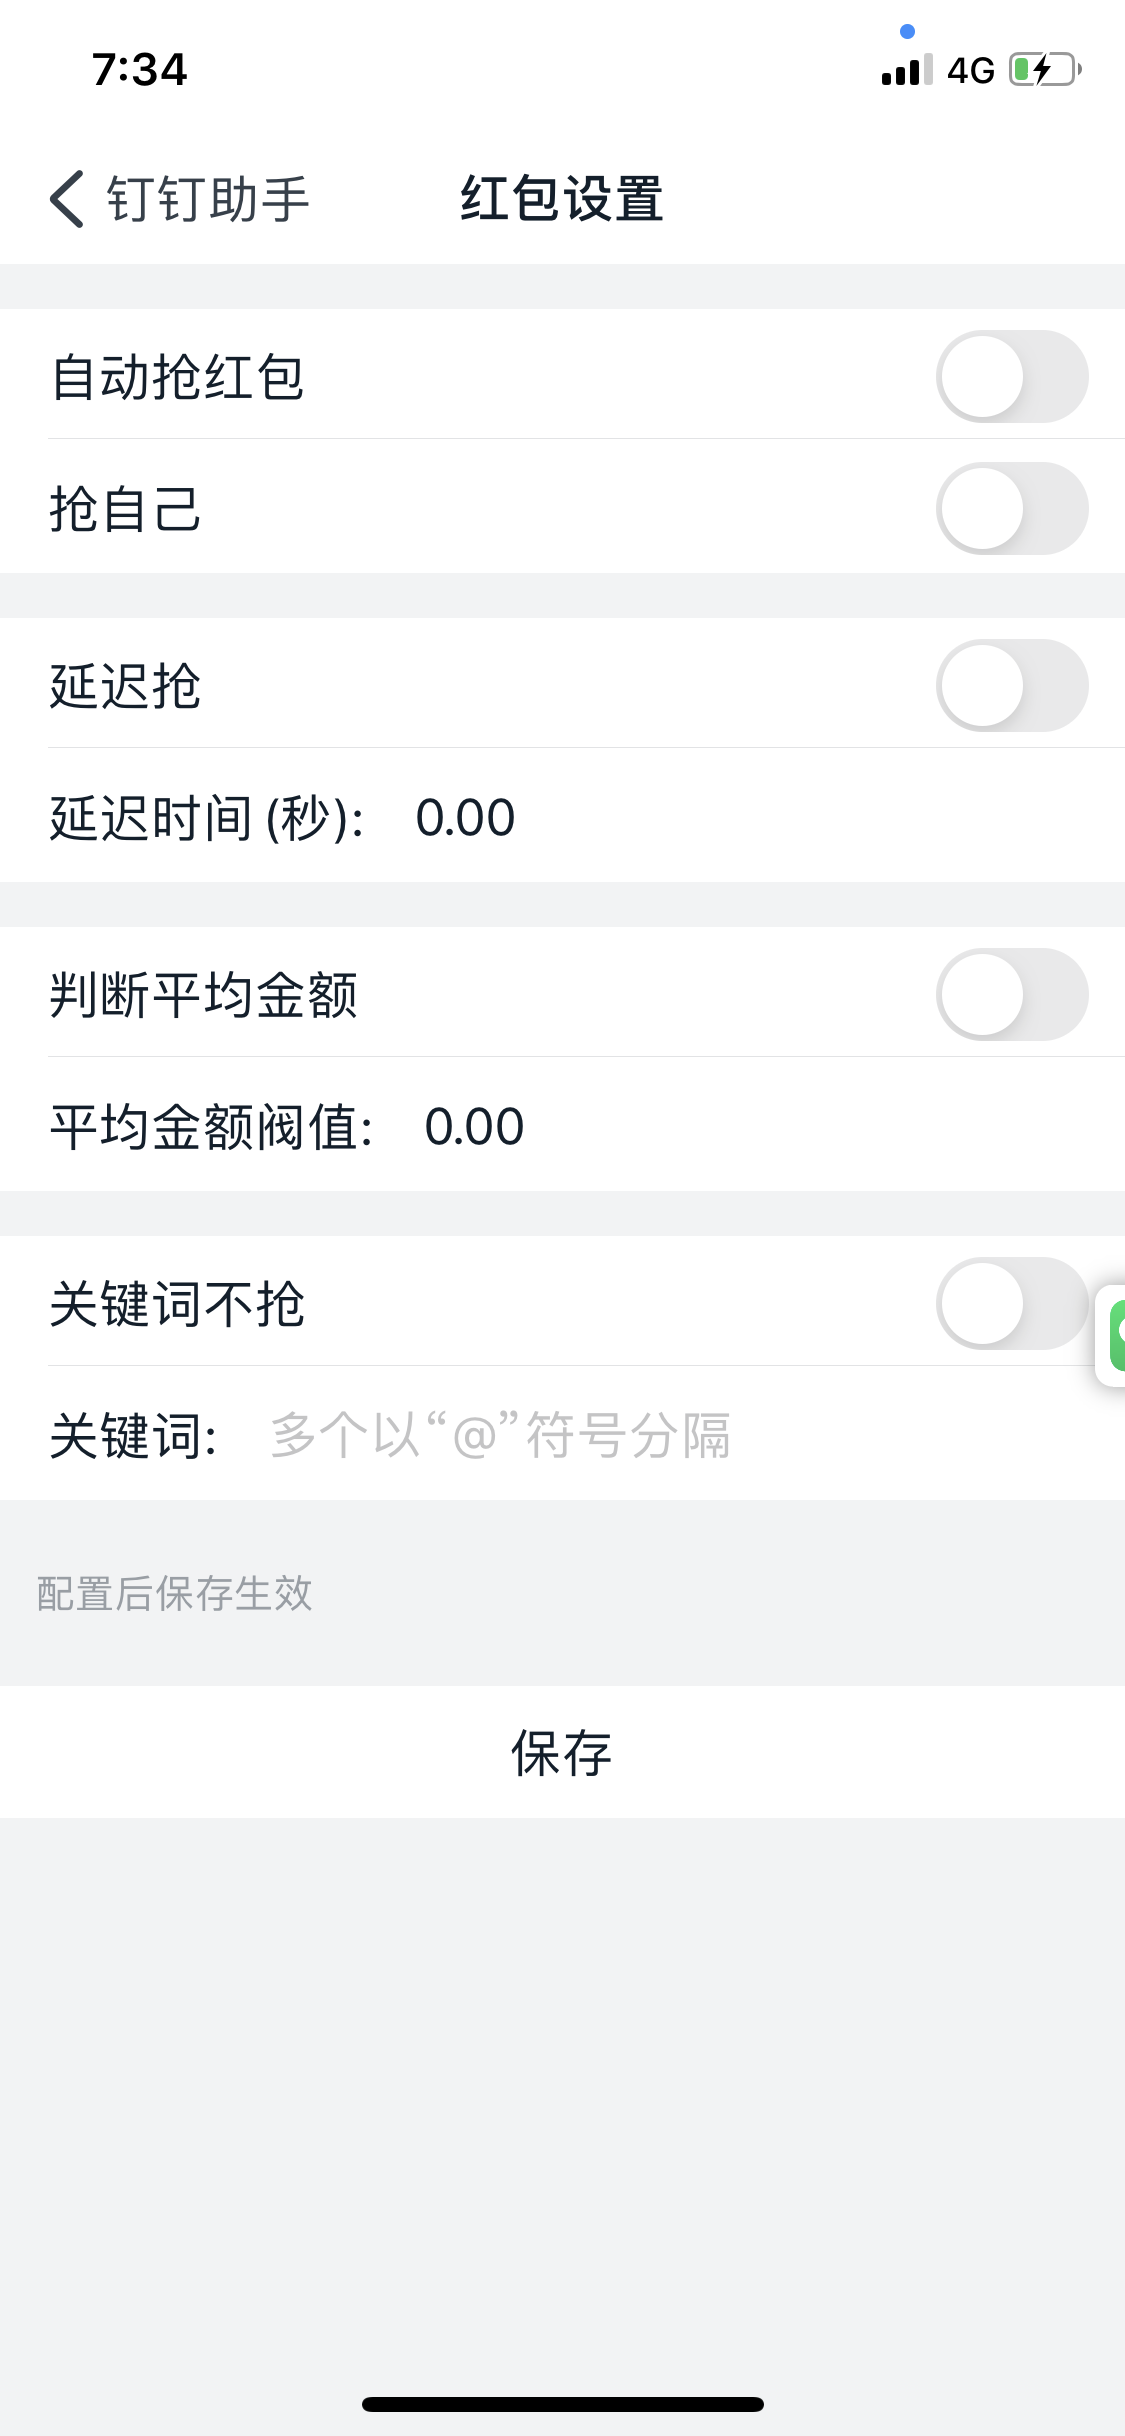 7:34
4G
钉钉助手
红包设置
自动抢红包
抢自己
延迟抢
延迟时间 (秒): 0.00
判断平均金额
平均金额阀值: 0.00
关键词不抢
关键词: 多个以“@”符号分隔
配置后保存生效
保存